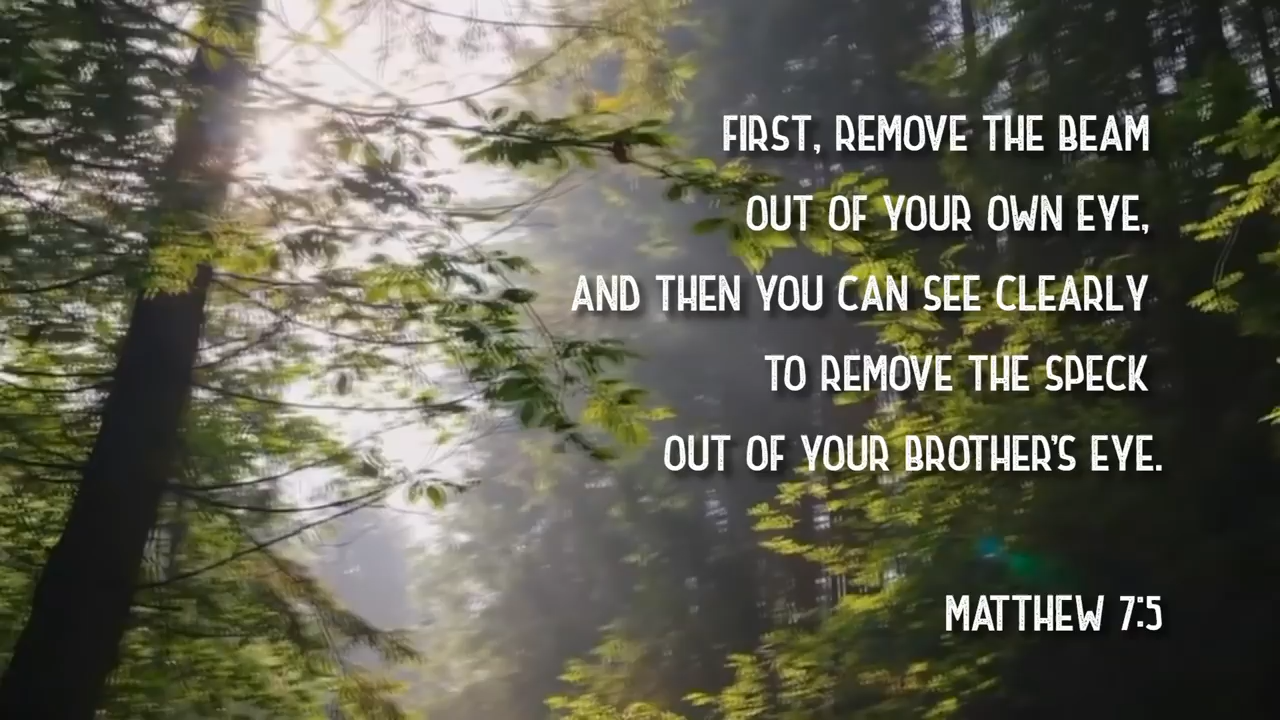 FIRST, REMOVE THE BEAM
OUT OF YOUR OWN EYE,
AND THEN YOU CAN SEE CLEARLY
TO REMOVE THE SPECK
OUT OF YOUR BROTHER'S EYE.
MATTHEW 7:5